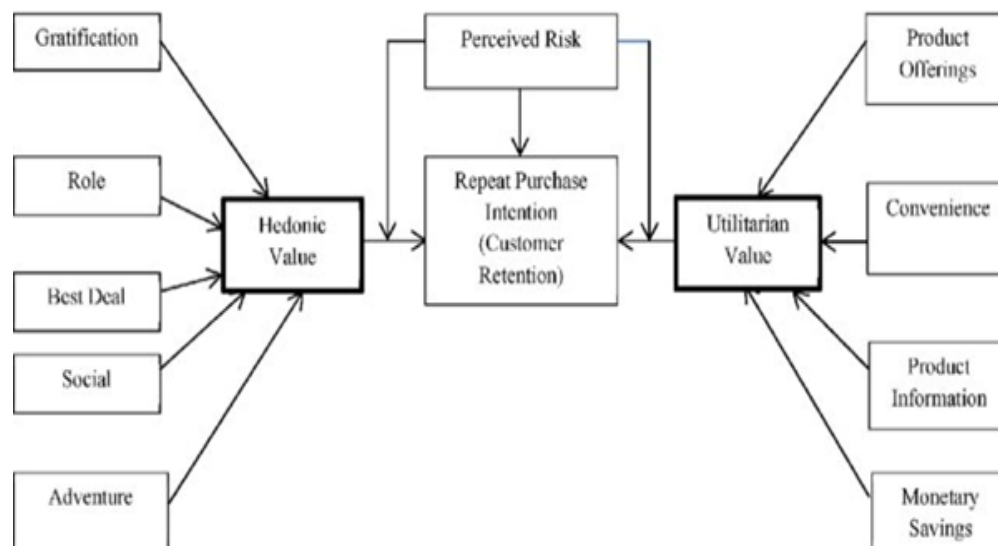 Gratification
Role
Best Deal
Social
Adventure
Hedonic
Value
Perceived Risk
Repeat Purchase
Intention
(Customer
Retention)
Utilitarian
Value
Product
Offerings
Convenience
Product
Information
Monetary
Savings